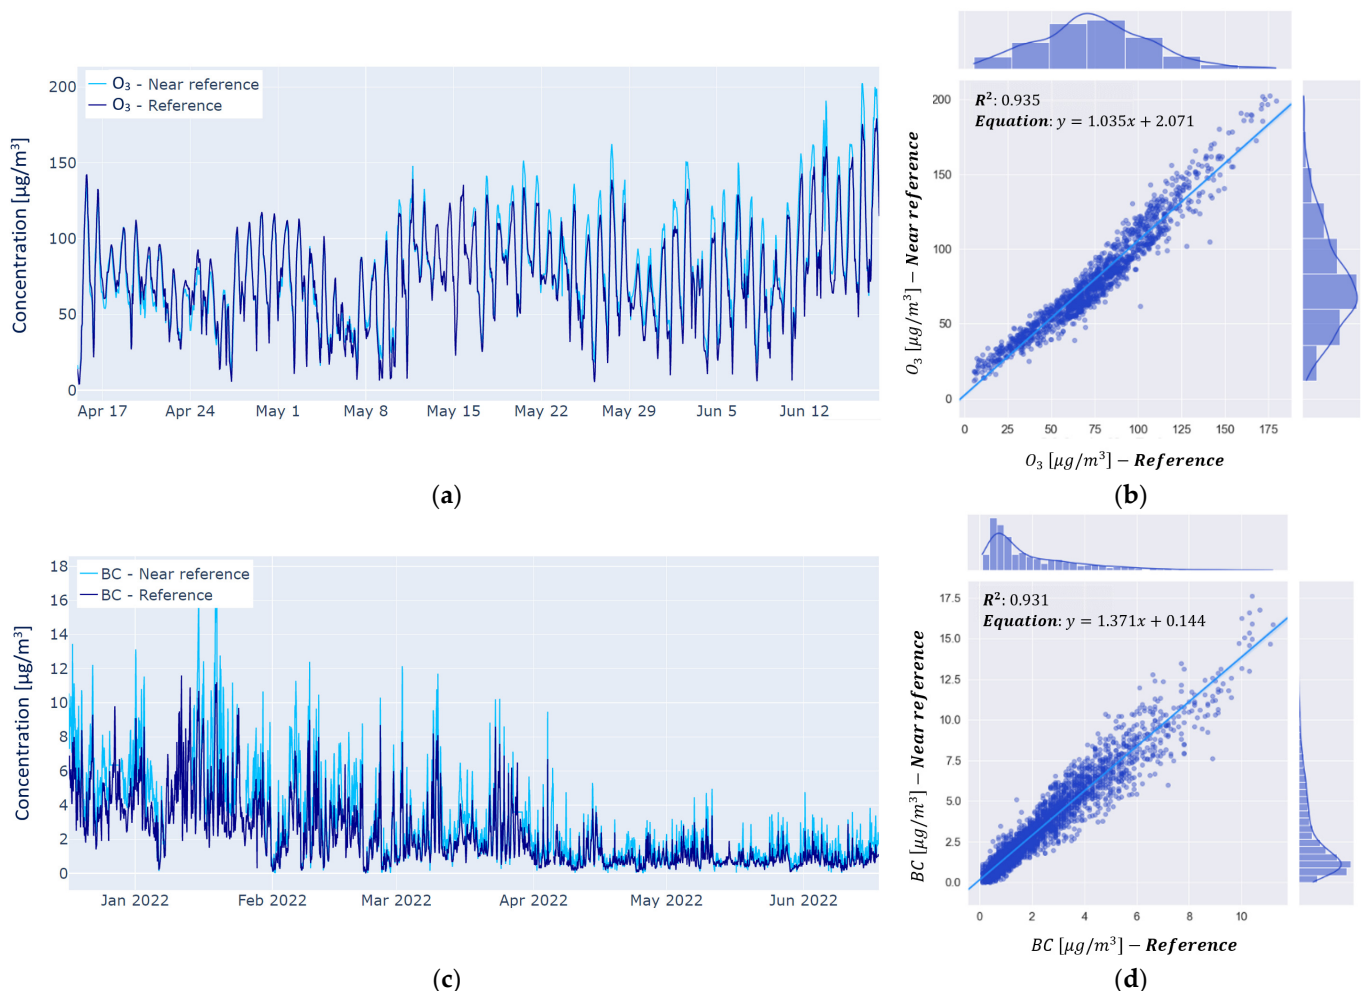 O₃ - Near reference
O₃ - Reference
Concentration [µg/m³]
200
150
100
50
0
Apr 17 Apr 24 May 1 May 8 May 15 May 22 May 29 Jun 5 Jun 12
(a)
R²: 0.935
Equation: y = 1.035x + 2.071
O₃ [µg/m³] − Near reference
200
150
100
50
0
0 25 50 75 100 125 150 175
O₃ [µg/m³] − Reference
(b)
BC - Near reference
BC - Reference
Concentration [µg/m³]
18
16
14
12
10
8
6
4
2
0
Jan 2022 Feb 2022 Mar 2022 Apr 2022 May 2022 Jun 2022
(c)
R²: 0.931
Equation: y = 1.371x + 0.144
BC [µg/m³] − Near reference
17.5
15.0
12.5
10.0
7.5
5.0
2.5
0.0
0 2 4 6 8 10
BC [µg/m³] − Reference
(d)